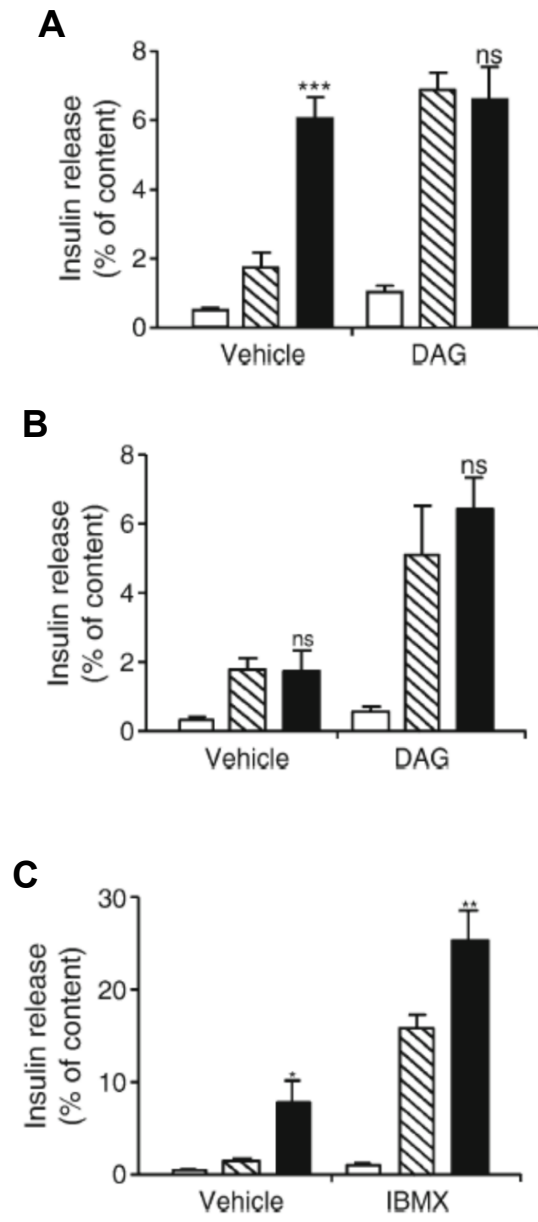 A
Insulin release
(% of content)
8
6
4
2
0
***
ns
Vehicle
DAG
B
Insulin release
(% of content)
8
6
4
2
0
ns
ns
Vehicle
DAG
C
Insulin release
(% of content)
30
20
10
0
*
**
Vehicle
IBMX